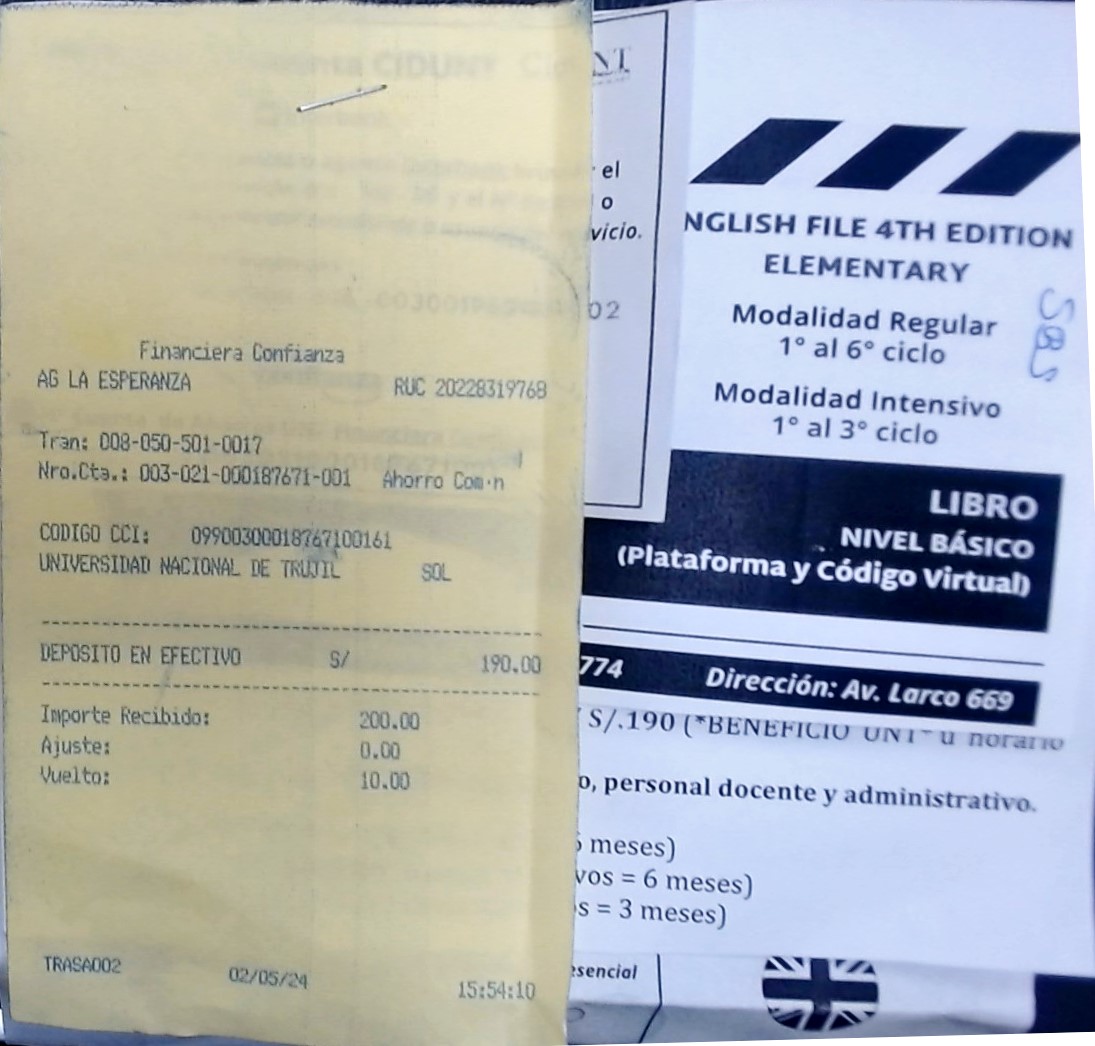 Financiera Confianza
AG LA ESPERANZA RUC 20228319768
Tran: 008-050-501-0017
Nro.Cta.: 003-021-000187671-001 Ahorro Com·n
CODIGO CCI: 09900300018767100161
UNIVERSIDAD NACIONAL DE TRUJIL SOL
DEPOSITO EN EFECTIVO S/ 190.00
Importe Recibido: 200.00
Ajuste: 0.00
Vuelto: 10.00
TRASA002 02/05/24 15:54:10
NT
el
o
vicio.
02
NGLISH FILE 4TH EDITION
ELEMENTARY
Modalidad Regular
1° al 6° ciclo
Modalidad Intensivo
1° al 3° ciclo
LIBRO
NIVEL BÁSICO
(Plataforma y Código Virtual)
774 Dirección: Av. Larco 669
S/.190 (*BENEFICIO UNT* u horario
o, personal docente y administrativo.
meses)
vos = 6 meses)
s = 3 meses)
esencial